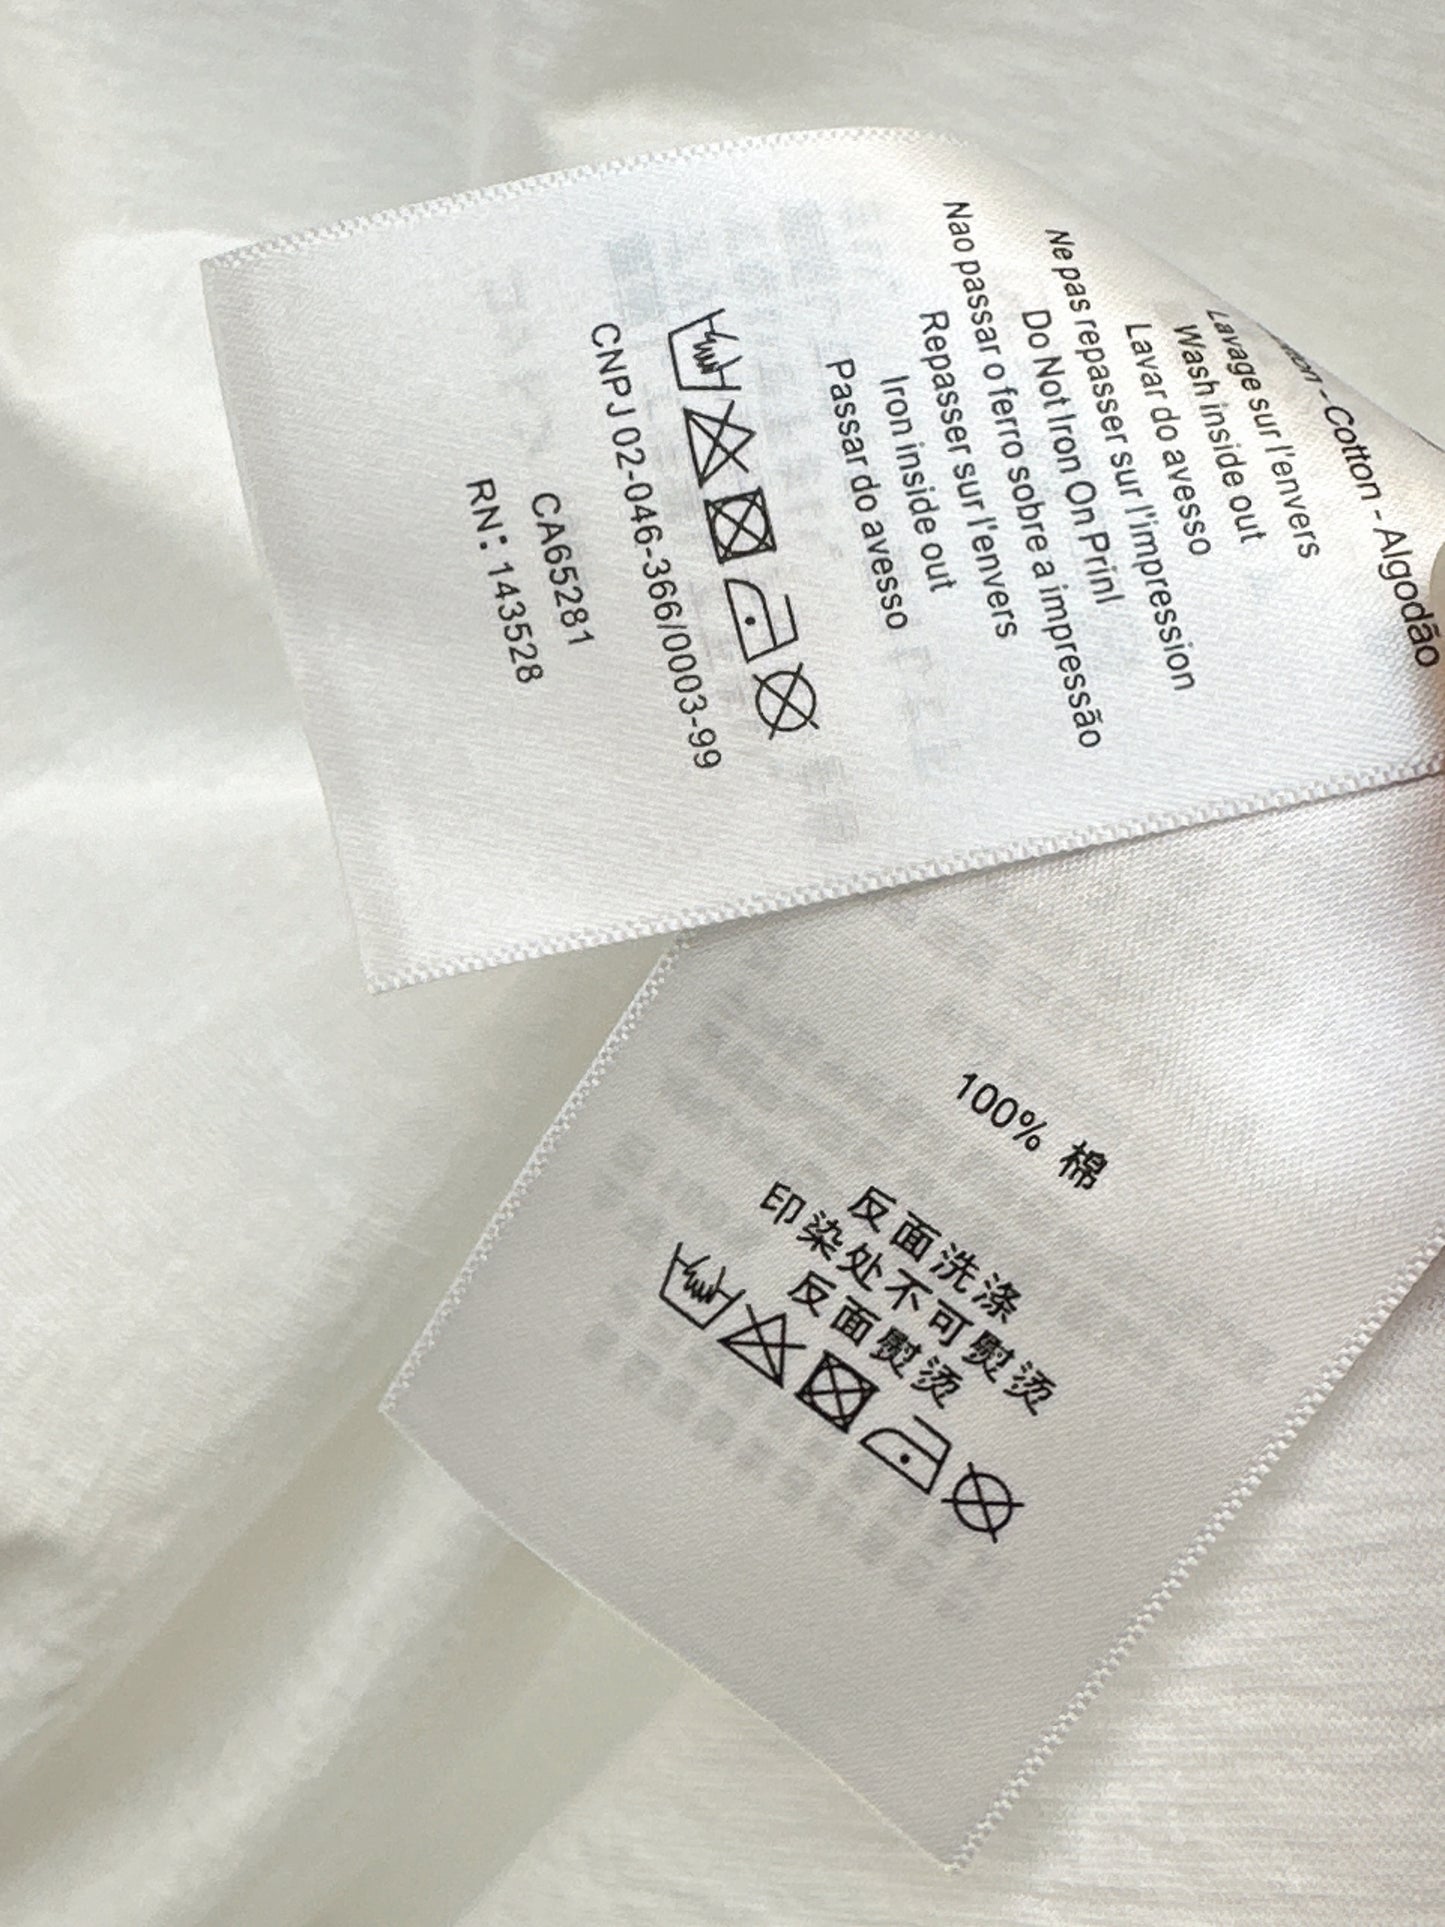 - Cotton - Algodão
Lavage sur l'envers
Wash inside out
Lavar do avesso
Ne pas repasser sur l'impression
Do Not Iron On Prinl
Nao passar o ferro sobre a impressão
Repasser sur l'envers
Iron inside out
Passar do avesso
CNPJ 02-046-366/0003-99
CA65281
RN: 143528
100% 棉
反面洗涤
印染处不可熨烫
反面熨烫